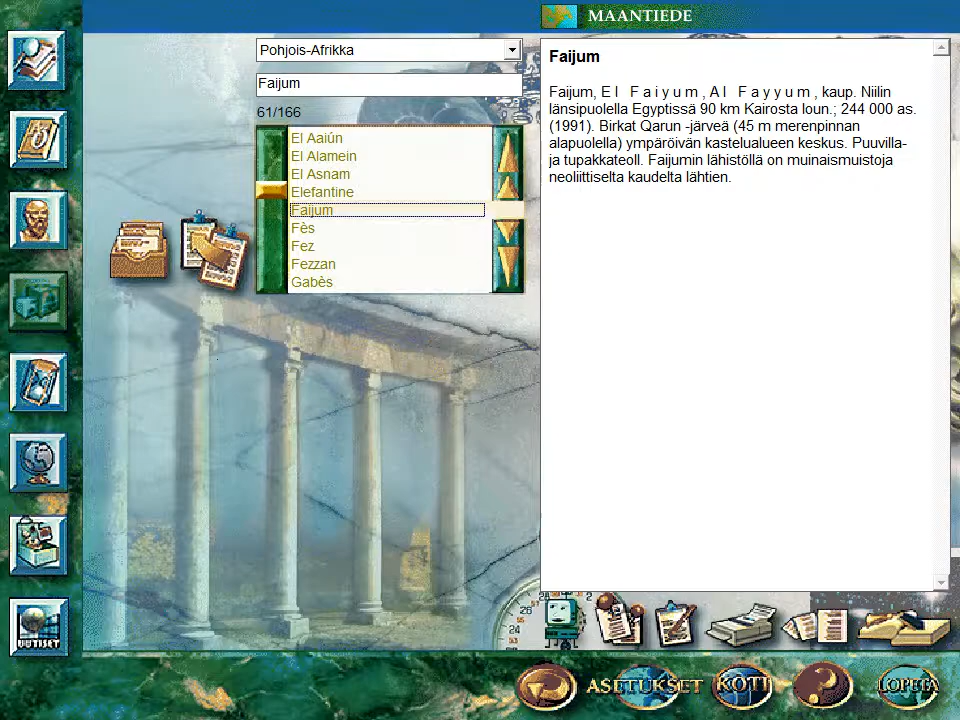 MAANTIEDE
Pohjois-Afrikka
Faijum
61/166
El Aaiún
El Alamein
El Asnam
Elefantine
Faijum
Fès
Fez
Fezzan
Gabès
Faijum
Faijum, E l F a i y u m , A l F a y y u m , kaup. Niilin
länsipuolella Egyptissä 90 km Kairosta loun.; 244 000 as.
(1991). Birkat Qarun -järveä (45 m merenpinnan
alapuolella) ympäröivän kastelualueen keskus. Puuvilla-
ja tupakkateoll. Faijumin lähistöllä on muinaismuistoja
neoliittiselta kaudelta lähtien.
26
24
UUTISET
ASETUKSET
KOTI
?
LOPETA